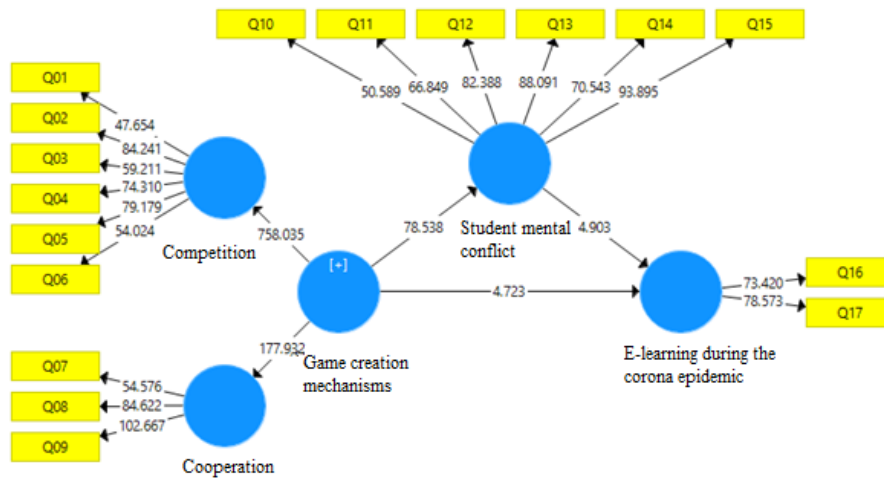 Q10
Q11
Q12
Q13
Q14
Q15
50.589
66.849
82.388
88.091
70.543
93.895
Q01
Q02
Q03
Q04
Q05
Q06
47.654
84.241
59.211
74.310
79.179
54.024
Competition
758.035
78.538
Student mental
conflict
4.903
[+]
4.723
Game creation
mechanisms
177.932
73.420
78.573
Q16
Q17
E-learning during the
corona epidemic
Q07
Q08
Q09
54.576
84.622
102.667
Cooperation